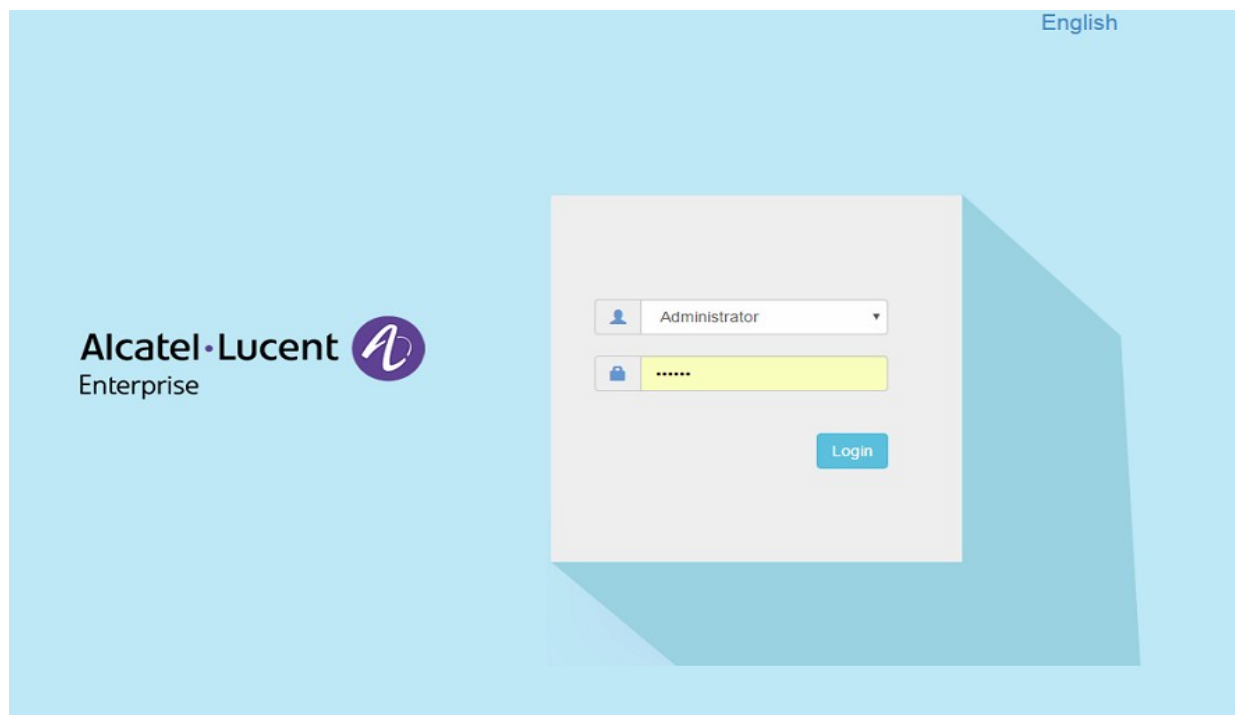 English
Alcatel·Lucent
Enterprise
Administrator
••••••
Login